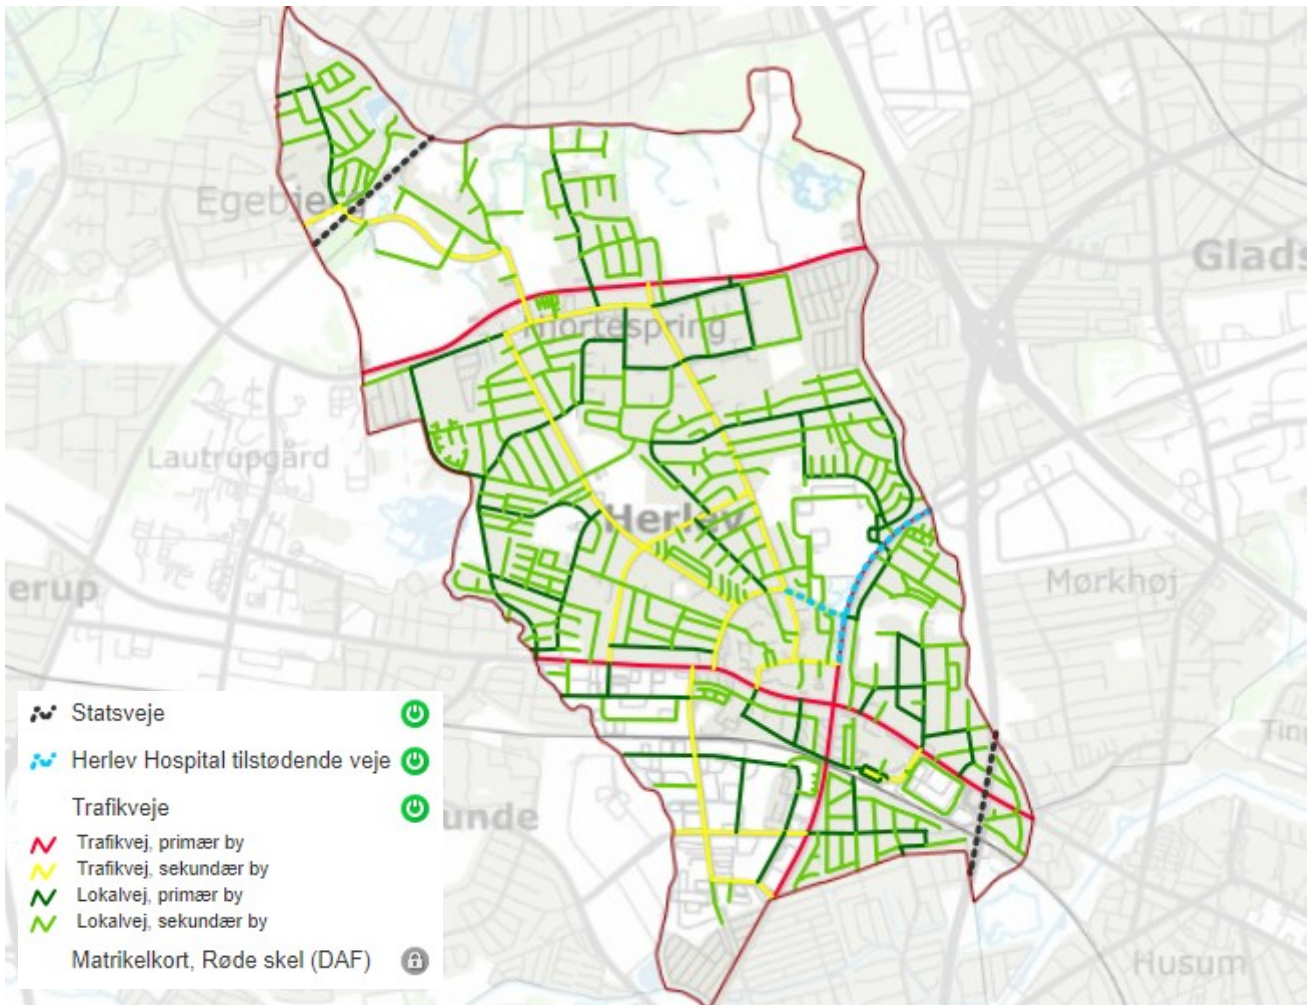 Egebjerg
Glads
Hjortespring
Lautrupgård
Herlev
erup
Mørkhøj
Statsveje
Herlev Hospital tilstødende veje
Trafikveje
Trafikvej, primær by
Trafikvej, sekundær by
Lokalvej, primær by
Lokalvej, sekundær by
Matrikelkort, Røde skel (DAF)
unde
Tin
Husum